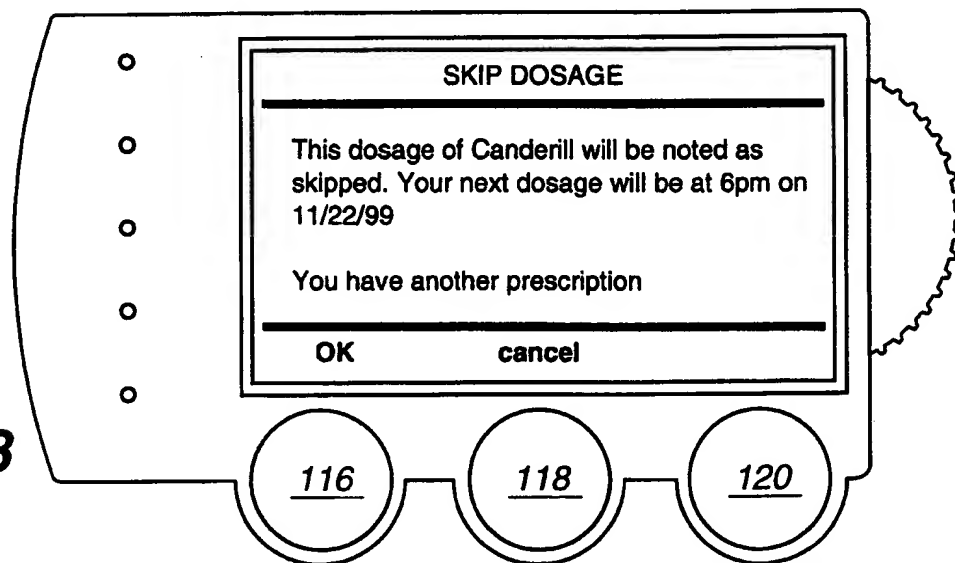 SKIP DOSAGE
This dosage of Canderill will be noted as
skipped. Your next dosage will be at 6pm on
11/22/99
You have another prescription
OK cancel
116 118 120